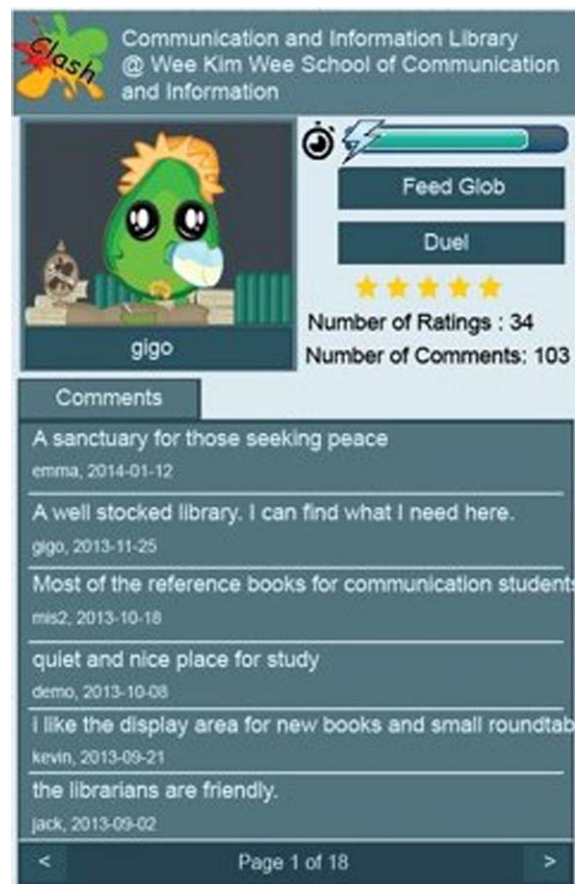 Clash
Communication and Information Library
@ Wee Kim Wee School of Communication
and Information
Feed Glob
Duel
Number of Ratings : 34
Number of Comments: 103
gigo
Comments
A sanctuary for those seeking peace
emma, 2014-01-12
A well stocked library. I can find what I need here.
gigo, 2013-11-25
Most of the reference books for communication students
mis2, 2013-10-18
quiet and nice place for study
demo, 2013-10-08
i like the display area for new books and small roundtab
kevin, 2013-09-21
the librarians are friendly.
jack, 2013-09-02
< Page 1 of 18 >